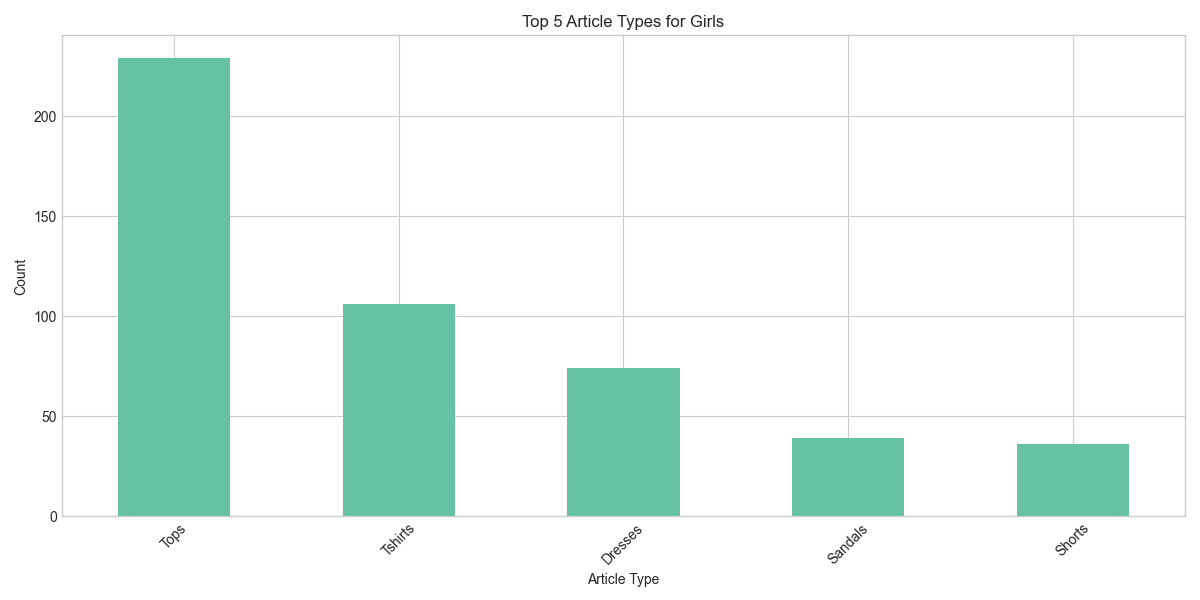 Top 5 Article Types for Girls
Count
200
150
100
50
0
Tops
Tshirts
Dresses
Sandals
Shorts
Article Type